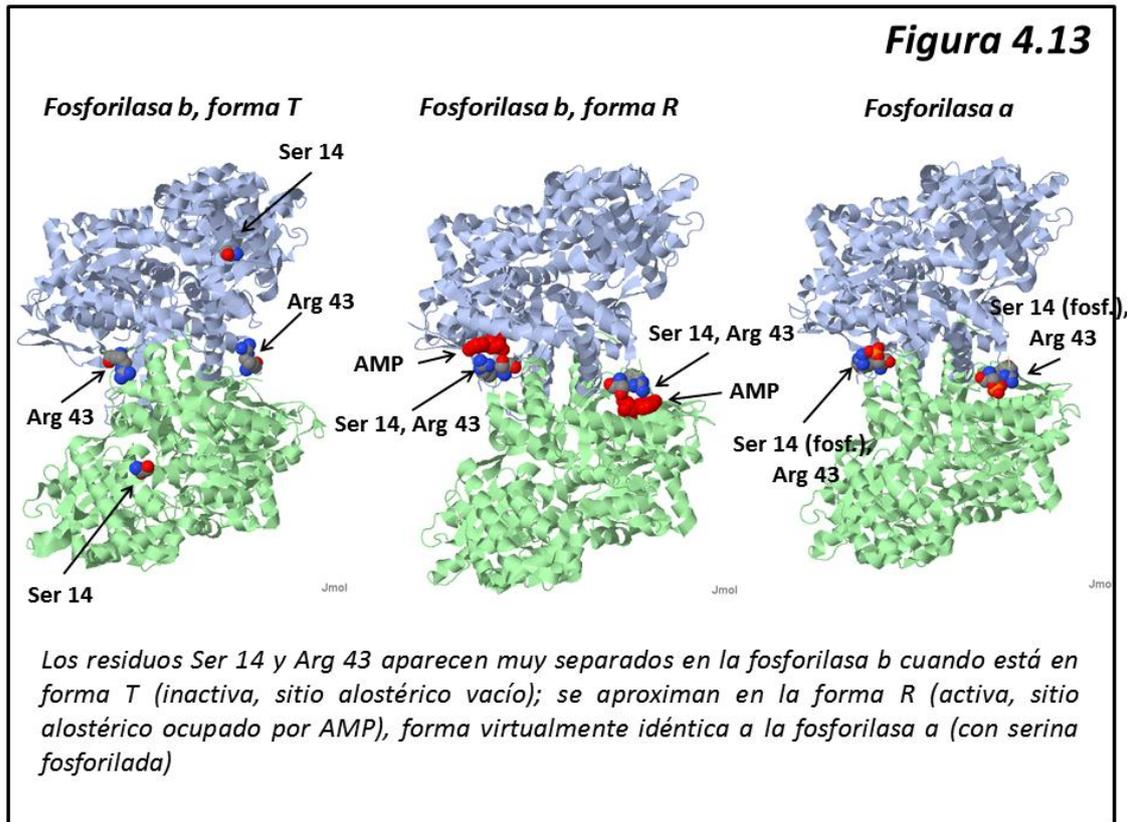 Figura 4.13
Fosforilasa b, forma T
Fosforilasa b, forma R
Fosforilasa a
Ser 14
Arg 43
Arg 43
Ser 14
Jmol
AMP
Ser 14, Arg 43
Ser 14, Arg 43
AMP
Jmol
Ser 14 (fosf.),
Arg 43
Ser 14 (fosf.),
Arg 43
Jmo
Los residuos Ser 14 y Arg 43 aparecen muy separados en la fosforilasa b cuando está en
forma T (inactiva, sitio alostérico vacío); se aproximan en la forma R (activa, sitio
alostérico ocupado por AMP), forma virtualmente idéntica a la fosforilasa a (con serina
fosforilada)